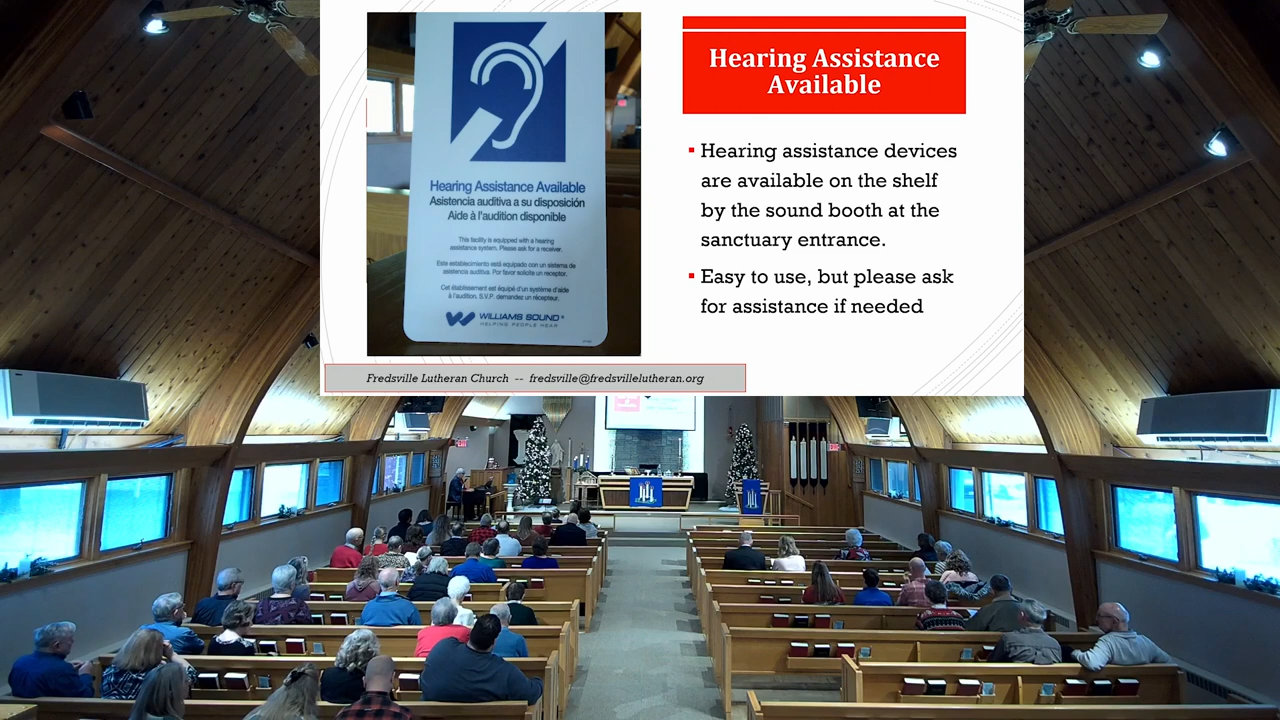 Hearing Assistance Available
Asistencia auditiva a su disposición
Aide à l'audition disponible
This facility is equipped with a hearing
assistance system. Please ask for a receiver.
Este establecimiento está equipado con un sistema de
asistencia auditiva. Por favor solicite un receptor.
Cet établissement est équipé d'un système d'aide
à l'audition. S.V.P. demandez un récepteur.
WILLIAMS SOUND®
HELPING PEOPLE HEAR
Hearing Assistance
Available
Hearing assistance devices
are available on the shelf
by the sound booth at the
sanctuary entrance.
Easy to use, but please ask
for assistance if needed
Fredsville Lutheran Church -- fredsville@fredsvillelutheran.org